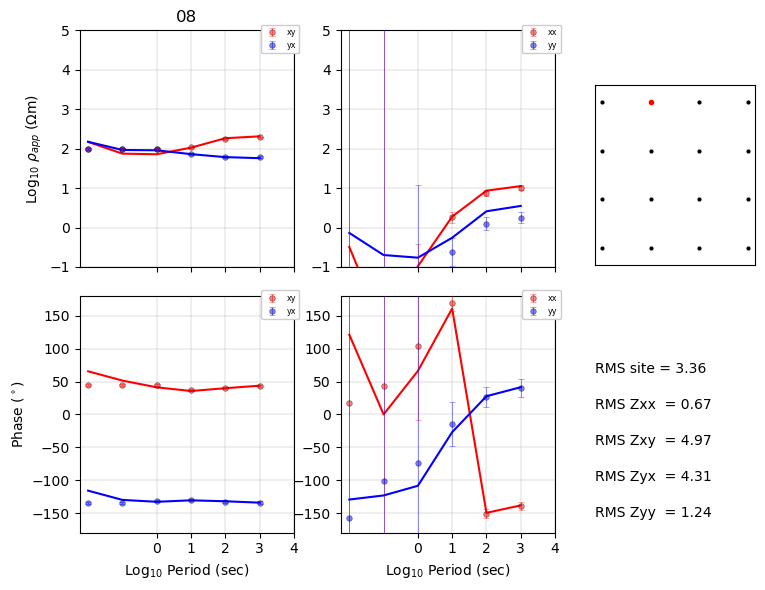 08
xy
yx
5
4
3
2
1
0
−1
Log10 ρapp (Ωm)
xx
yy
5
4
3
2
1
0
−1
xy
yx
150
100
50
0
−50
−100
−150
Phase (°)
0 1 2 3 4
Log10 Period (sec)
xx
yy
150
100
50
0
−50
−100
−150
0 1 2 3 4
Log10 Period (sec)
RMS site = 3.36
RMS Zxx = 0.67
RMS Zxy = 4.97
RMS Zyx = 4.31
RMS Zyy = 1.24